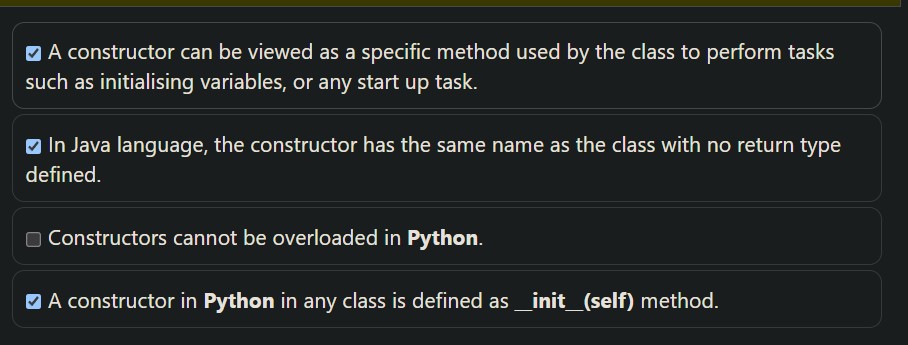 A constructor can be viewed as a specific method used by the class to perform tasks
such as initialising variables, or any start up task.
In Java language, the constructor has the same name as the class with no return type
defined.
Constructors cannot be overloaded in Python.
A constructor in Python in any class is defined as __init__(self) method.